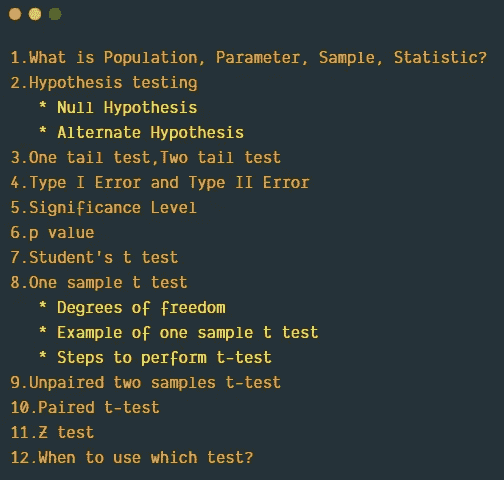 1.What is Population, Parameter, Sample, Statistic?
2.Hypothesis testing
* Null Hypothesis
* Alternate Hypothesis
3.One tail test,Two tail test
4.Type I Error and Type II Error
5.Significance Level
6.p value
7.Student's t test
8.One sample t test
* Degrees of freedom
* Example of one sample t test
* Steps to perform t-test
9.Unpaired two samples t-test
10.Paired t-test
11.Z test
12.When to use which test?